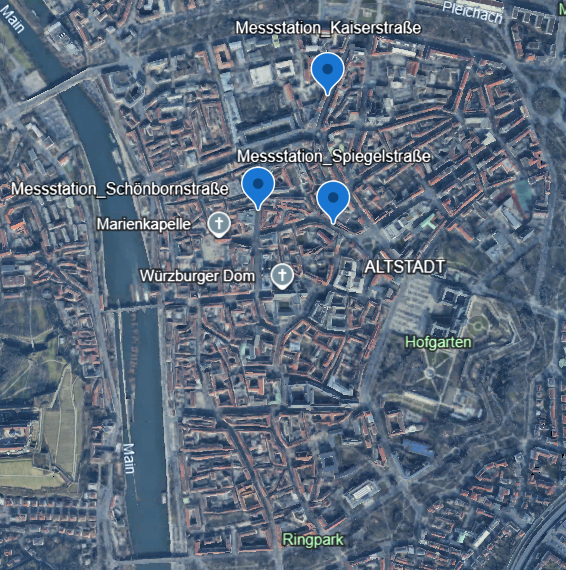 Main
Pleichach
Messstation_Kaiserstraße
Messstation_Spiegelstraße
Messstation_Schönbornstraße
Marienkapelle
Würzburger Dom
ALTSTADT
Hofgarten
Main
Ringpark